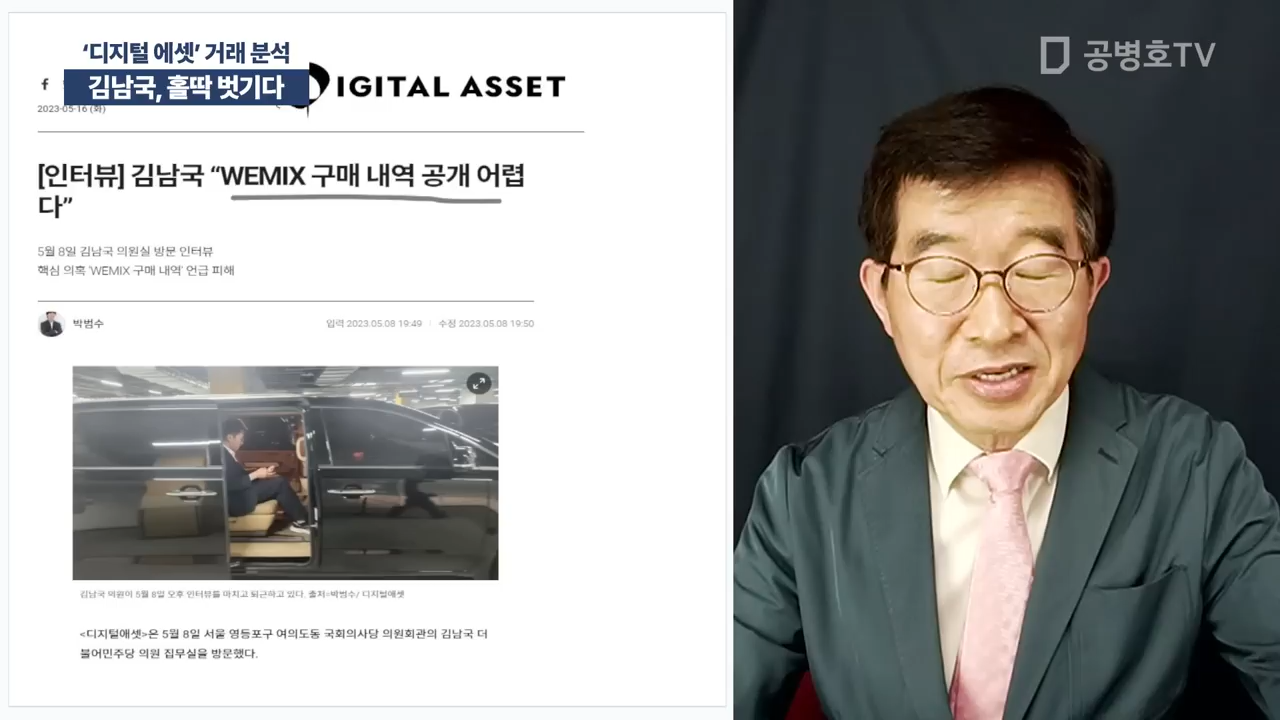 ‘디지털 에셋’ 거래 분석
김남국, 홀딱 벗기다
IGITAL ASSET
2023-05-16 (화)
[인터뷰] 김남국 “WEMIX 구매 내역 공개 어렵
다”
5월 8일 김남국 의원실 방문 인터뷰
핵심 의혹 'WEMIX 구매 내역' 언급 피해
박범수
입력 2023.05.08 19:49 | 수정 2023.05.08 19:50
김남국 의원이 5월 8일 오후 인터뷰를 마치고 퇴근하고 있다. 출처=박범수/ 디지털에셋
<디지털애셋>은 5월 8일 서울 영등포구 여의도동 국회의사당 의원회관의 김남국 더
불어민주당 의원 집무실을 방문했다.
공병호TV